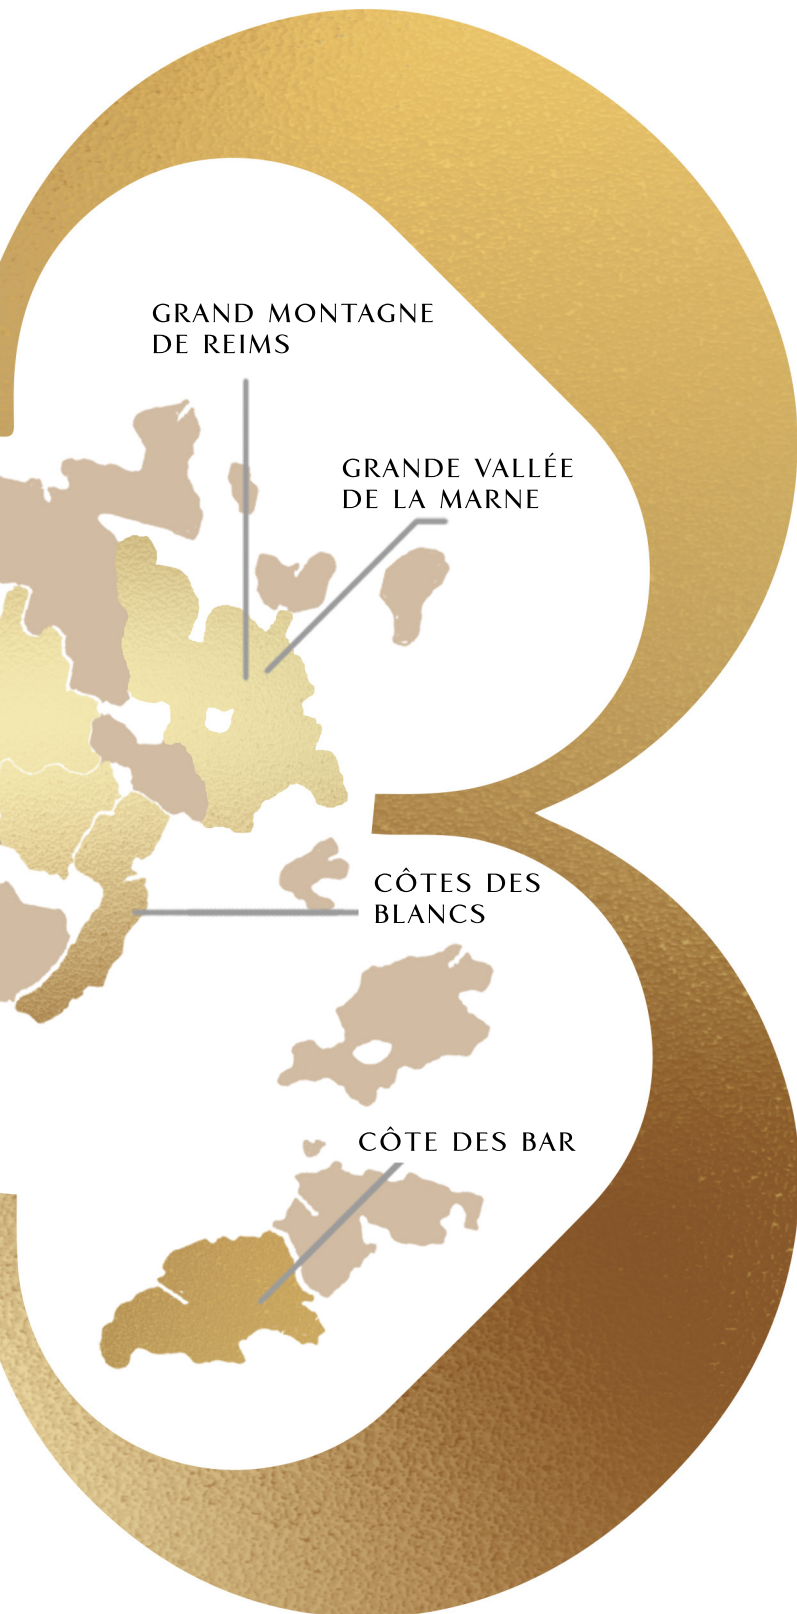 GRAND MONTAGNE
DE REIMS
GRANDE VALLÉE
DE LA MARNE
CÔTES DES
BLANCS
CÔTE DES BAR